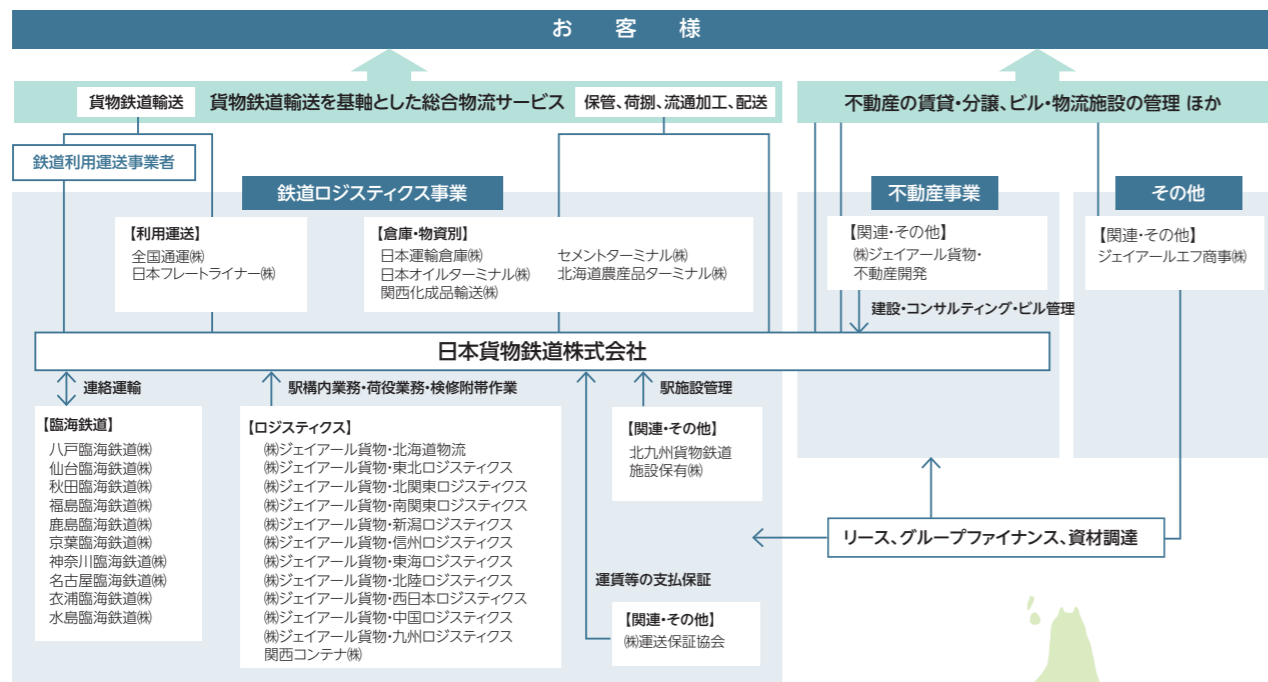 お 客 様
貨物鉄道輸送
貨物鉄道輸送を基軸とした総合物流サービス
保管、荷捌、流通加工、配送
不動産の賃貸・分譲、ビル・物流施設の管理 ほか
鉄道利用運送事業者
鉄道ロジスティクス事業
不動産事業
その他
【利用運送】
全国通運㈱
日本フレートライナー㈱
【倉庫・物資別】
日本運輸倉庫㈱
日本オイルターミナル㈱
関西化成品輸送㈱
セメントターミナル㈱
北海道農産品ターミナル㈱
【関連・その他】
㈱ジェイアール貨物・
不動産開発
【関連・その他】
ジェイアールエフ商事㈱
建設・コンサルティング・ビル管理
日本貨物鉄道株式会社
連絡運輸
駅構内業務・荷役業務・検修附帯作業
駅施設管理
【臨海鉄道】
八戸臨海鉄道㈱
仙台臨海鉄道㈱
秋田臨海鉄道㈱
福島臨海鉄道㈱
鹿島臨海鉄道㈱
京葉臨海鉄道㈱
神奈川臨海鉄道㈱
名古屋臨海鉄道㈱
衣浦臨海鉄道㈱
水島臨海鉄道㈱
【ロジスティクス】
㈱ジェイアール貨物・北海道物流
㈱ジェイアール貨物・東北ロジスティクス
㈱ジェイアール貨物・北関東ロジスティクス
㈱ジェイアール貨物・南関東ロジスティクス
㈱ジェイアール貨物・新潟ロジスティクス
㈱ジェイアール貨物・信州ロジスティクス
㈱ジェイアール貨物・東海ロジスティクス
㈱ジェイアール貨物・北陸ロジスティクス
㈱ジェイアール貨物・西日本ロジスティクス
㈱ジェイアール貨物・中国ロジスティクス
㈱ジェイアール貨物・九州ロジスティクス
関西コンテナ㈱
【関連・その他】
北九州貨物鉄道
施設保有㈱
リース、グループファイナンス、資材調達
運賃等の支払保証
【関連・その他】
㈱運送保証協会